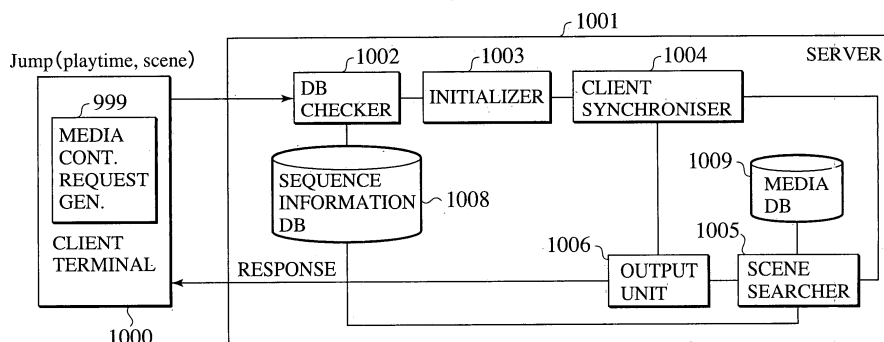 1001
SERVER
Jump(playtime, scene)
1002
1003
1004
DB
CHECKER
INITIALIZER
CLIENT
SYNCHRONISER
999
MEDIA
CONT.
REQUEST
GEN.
CLIENT
TERMINAL
1000
SEQUENCE
INFORMATION
DB
1008
1009
MEDIA
DB
1005
1006
RESPONSE
OUTPUT
UNIT
SCENE
SEARCHER